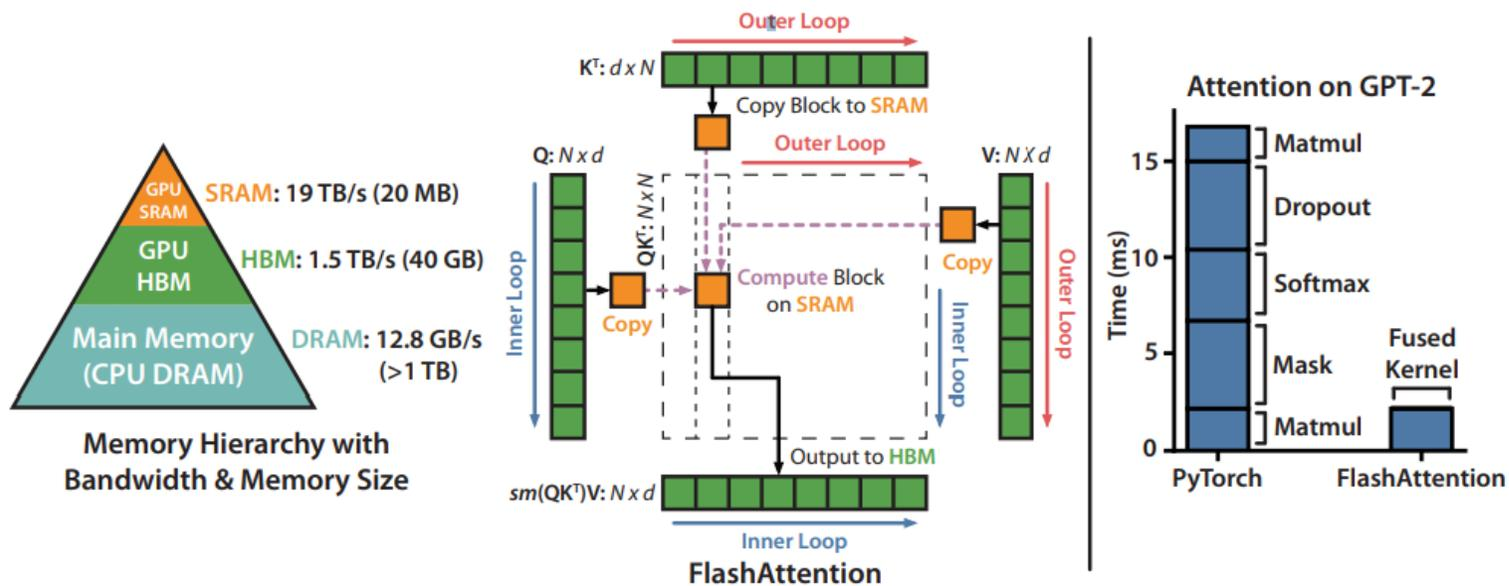 GPU
SRAM
SRAM: 19 TB/s (20 MB)
GPU
HBM
HBM: 1.5 TB/s (40 GB)
Main Memory
(CPU DRAM)
DRAM: 12.8 GB/s
(>1 TB)
Memory Hierarchy with
Bandwidth & Memory Size
Outer Loop
Kᵀ: d x N
Copy Block to SRAM
Outer Loop
Q: N x d
V: N X d
QKᵀ: N x N
Inner Loop
Copy
Compute Block
on SRAM
Copy
Inner Loop
Outer Loop
Output to HBM
sm(QKᵀ)V: N x d
Inner Loop
FlashAttention
Attention on GPT-2
Time (ms)
15
10
5
0
Matmul
Dropout
Softmax
Mask
Matmul
Fused
Kernel
PyTorch
FlashAttention